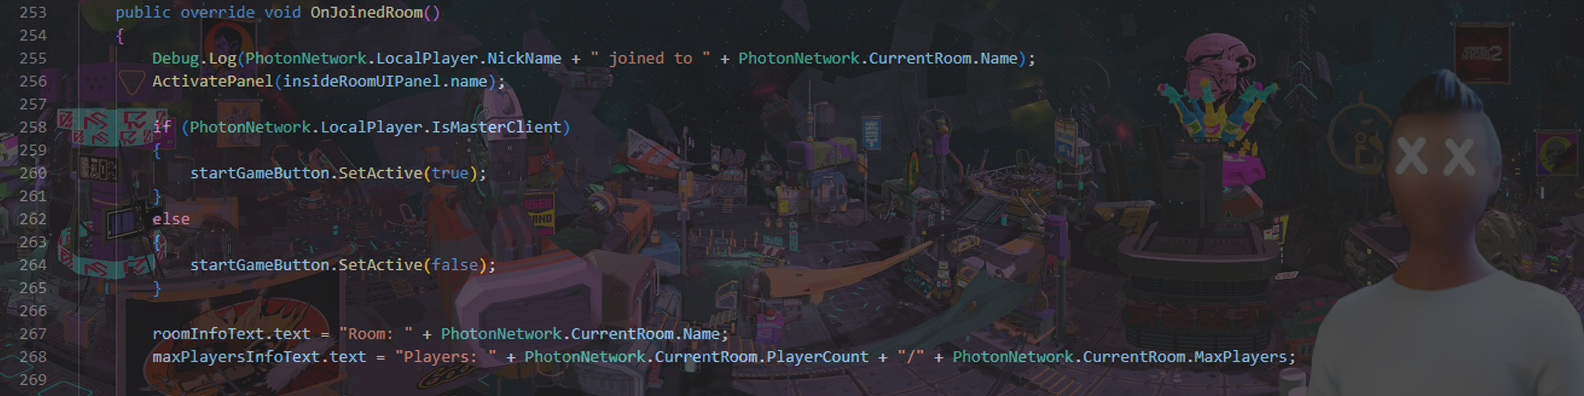 253 public override void OnJoinedRoom()
254 {
255 Debug.Log(PhotonNetwork.LocalPlayer.NickName + " joined to " + PhotonNetwork.CurrentRoom.Name);
256 ActivatePanel(insideRoomUIPanel.name);
257
258 if (PhotonNetwork.LocalPlayer.IsMasterClient)
259 {
260 startGameButton.SetActive(true);
261 }
262 else
263 {
264 startGameButton.SetActive(false);
265 }
266
267 roomInfoText.text = "Room: " + PhotonNetwork.CurrentRoom.Name;
268 maxPlayersInfoText.text = "Players: " + PhotonNetwork.CurrentRoom.PlayerCount + "/" + PhotonNetwork.CurrentRoom.MaxPlayers;
269